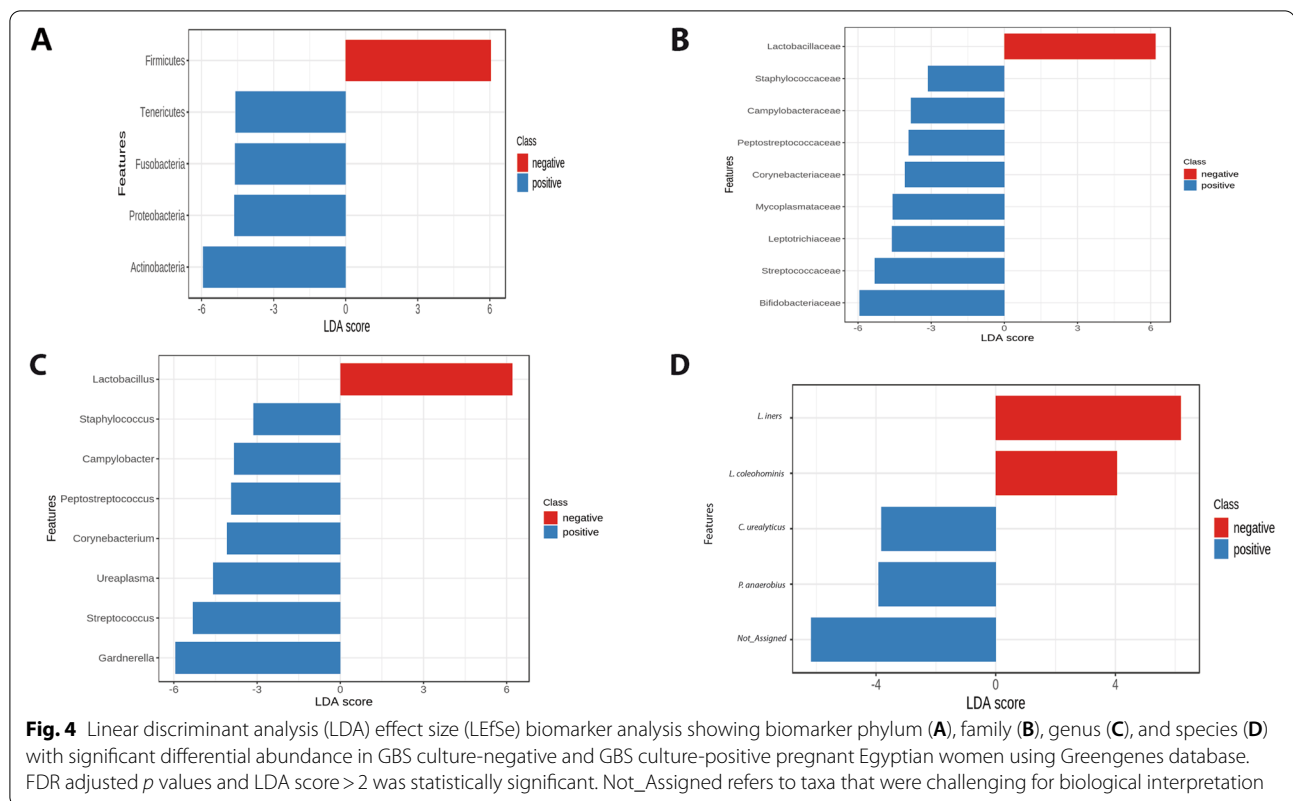 A
Firmicutes
Tenericutes
Fusobacteria
Proteobacteria
Actinobacteria
Features
-6 -3 0 3 6
LDA score
Class
negative
positive
B
Lactobacillaceae
Staphylococcaceae
Campylobacteraceae
Peptostreptococcaceae
Corynebacteriaceae
Mycoplasmataceae
Leptotrichiaceae
Streptococcaceae
Bifidobacteriaceae
Features
-6 -3 0 3 6
LDA score
Class
negative
positive
C
Lactobacillus
Staphylococcus
Campylobacter
Peptostreptococcus
Corynebacterium
Ureaplasma
Streptococcus
Gardnerella
Features
-6 -3 0 3 6
LDA score
Class
negative
positive
D
L. iners
L. coleohominis
C. urealyticus
P. anaerobius
Not_Assigned
Features
-4 0 4
LDA score
Class
negative
positive
Fig. 4 Linear discriminant analysis (LDA) effect size (LEfSe) biomarker analysis showing biomarker phylum (A), family (B), genus (C), and species (D)
with significant differential abundance in GBS culture-negative and GBS culture-positive pregnant Egyptian women using Greengenes database.
FDR adjusted p values and LDA score > 2 was statistically significant. Not_Assigned refers to taxa that were challenging for biological interpretation